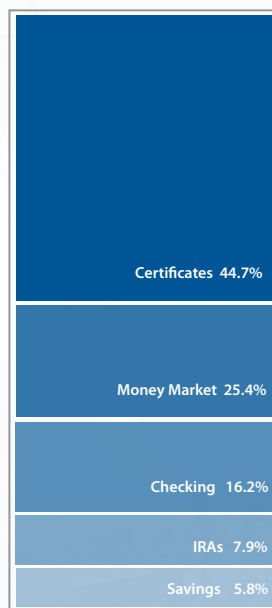 Certificates 44.7%
Money Market 25.4%
Checking 16.2%
IRAs 7.9%
Savings 5.8%